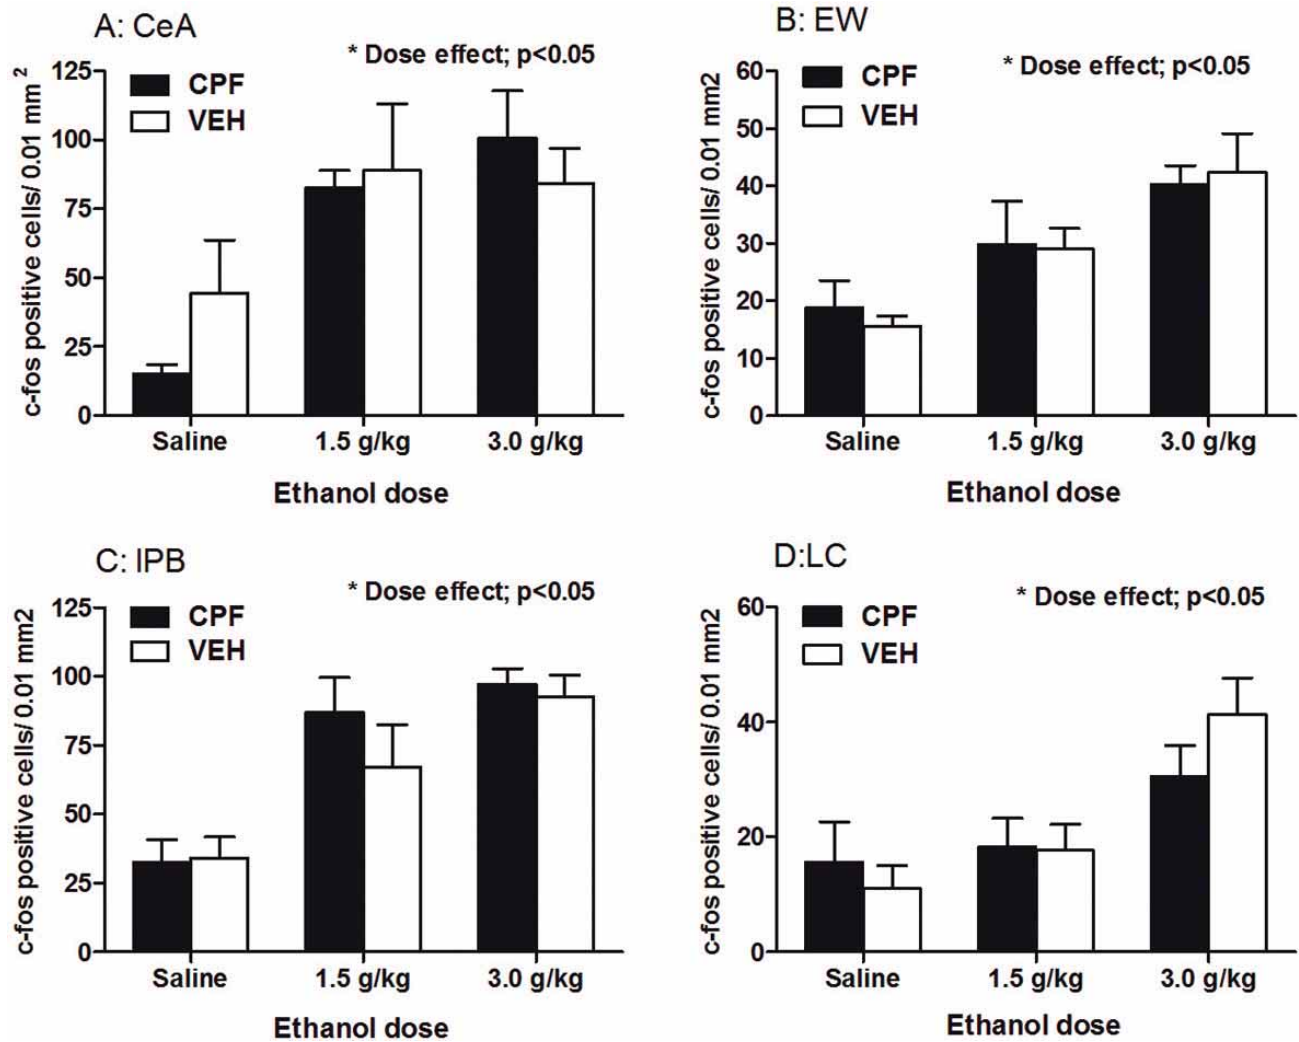 A: CeA
* Dose effect; p<0.05
CPF
VEH
c-fos positive cells/ 0.01 mm 2
125
100
75
50
25
0
Saline
1.5 g/kg
3.0 g/kg
Ethanol dose
B: EW
* Dose effect; p<0.05
CPF
VEH
c-fos positive cells/ 0.01 mm2
60
50
40
30
20
10
0
Saline
1.5 g/kg
3.0 g/kg
Ethanol dose
C: lPB
* Dose effect; p<0.05
CPF
VEH
c-fos positive cells/ 0.01 mm2
125
100
75
50
25
0
Saline
1.5 g/kg
3.0 g/kg
Ethanol dose
D:LC
* Dose effect; p<0.05
CPF
VEH
c-fos positive cells/ 0.01 mm2
60
40
20
0
Saline
1.5 g/kg
3.0 g/kg
Ethanol dose